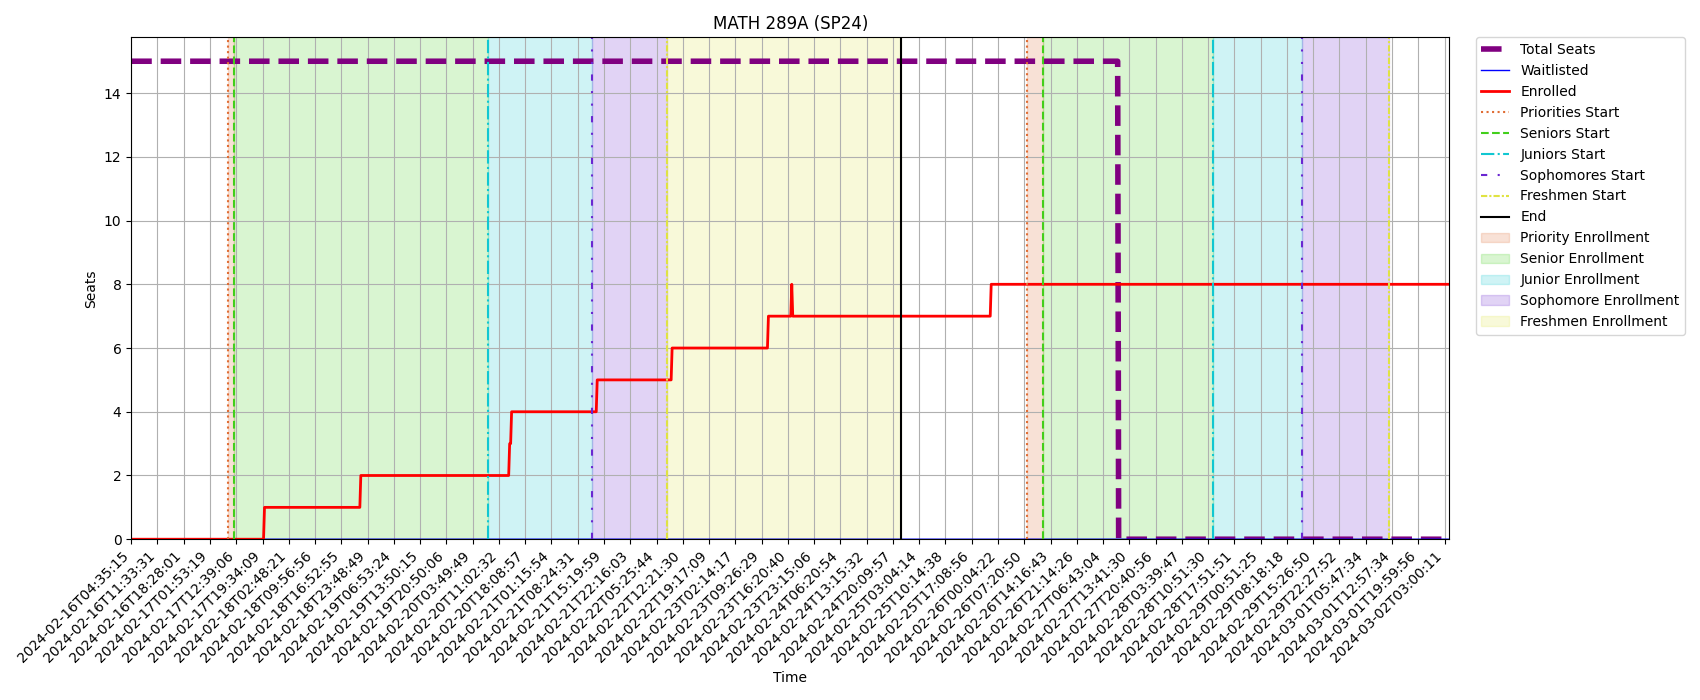 MATH 289A (SP24)
Seats
14
12
10
8
6
4
2
0
2024-02-16T04:35:15
2024-02-16T11:33:31
2024-02-16T18:28:01
2024-02-17T01:53:19
2024-02-17T12:39:06
2024-02-17T19:34:09
2024-02-18T02:48:21
2024-02-18T09:56:56
2024-02-18T16:52:55
2024-02-18T23:48:49
2024-02-19T06:53:24
2024-02-19T13:50:15
2024-02-19T20:50:06
2024-02-20T03:49:49
2024-02-20T11:02:32
2024-02-20T18:08:57
2024-02-21T01:15:54
2024-02-21T08:24:31
2024-02-21T15:19:59
2024-02-21T22:16:03
2024-02-22T05:25:44
2024-02-22T12:21:30
2024-02-22T19:17:09
2024-02-23T02:14:17
2024-02-23T09:26:29
2024-02-23T16:20:40
2024-02-23T23:15:06
2024-02-24T06:20:54
2024-02-24T13:15:32
2024-02-24T20:09:57
2024-02-25T03:04:14
2024-02-25T10:14:38
2024-02-25T17:08:56
2024-02-26T00:04:22
2024-02-26T07:20:50
2024-02-26T14:16:43
2024-02-26T21:14:26
2024-02-27T06:43:04
2024-02-27T13:41:30
2024-02-27T20:40:56
2024-02-28T03:39:47
2024-02-28T10:51:30
2024-02-28T17:51:51
2024-02-29T00:51:25
2024-02-29T08:18:18
2024-02-29T15:26:50
2024-02-29T22:27:52
2024-03-01T05:47:34
2024-03-01T12:57:34
2024-03-01T19:59:56
2024-03-02T03:00:11
Time
Total Seats
Waitlisted
Enrolled
Priorities Start
Seniors Start
Juniors Start
Sophomores Start
Freshmen Start
End
Priority Enrollment
Senior Enrollment
Junior Enrollment
Sophomore Enrollment
Freshmen Enrollment